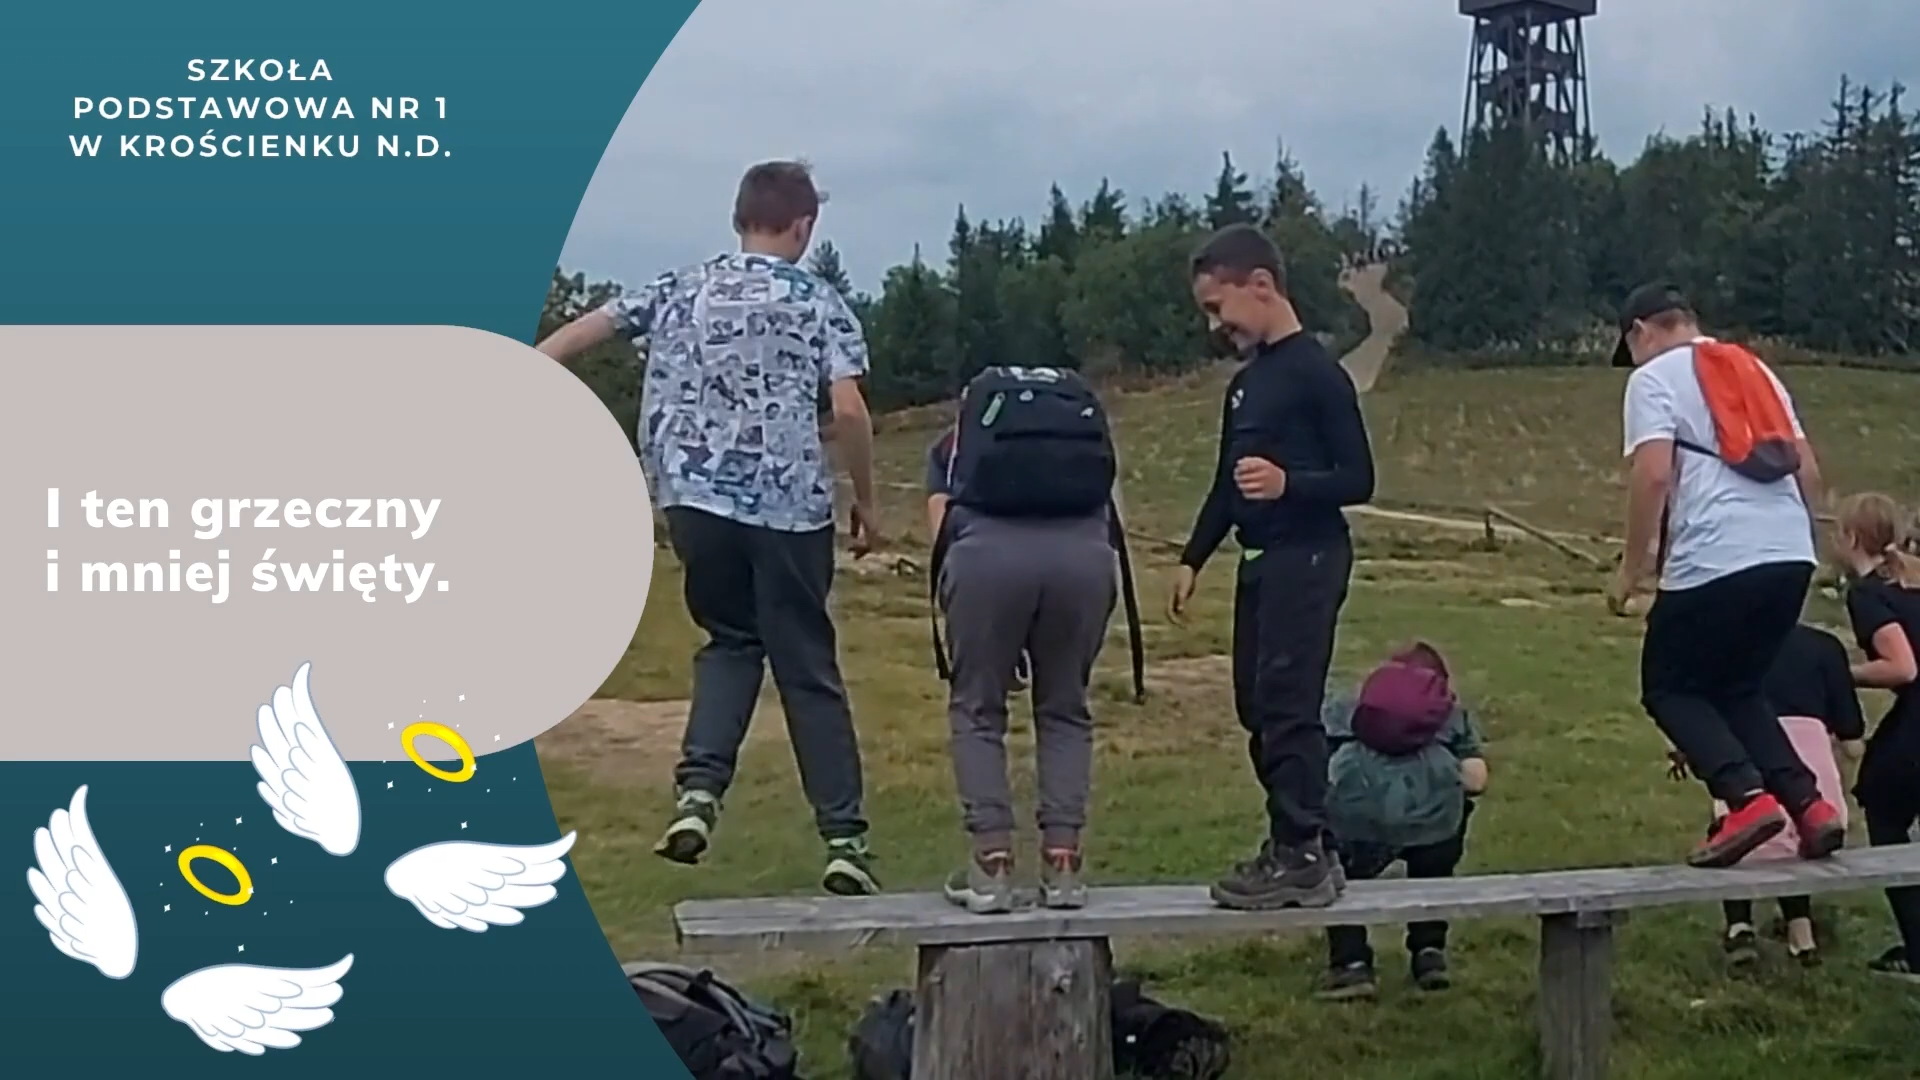 SZKOŁA
PODSTAWOWA NR 1
W KROŚCIENKU N.D.
I ten grzeczny
i mniej święty.